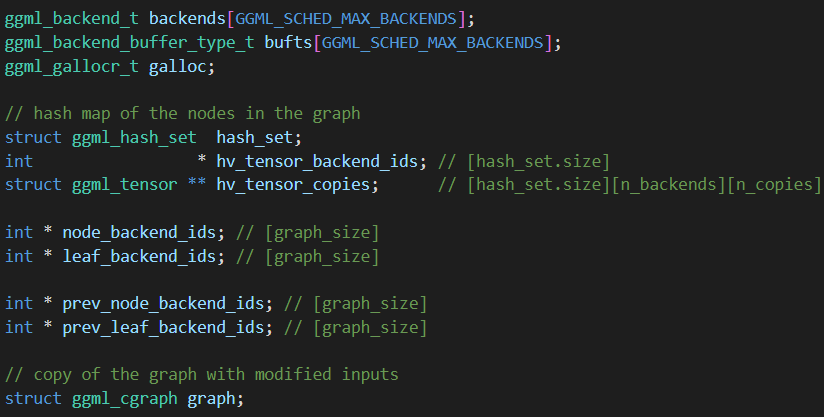 ggml_backend_t backends[GGML_SCHED_MAX_BACKENDS];
ggml_backend_buffer_type_t bufts[GGML_SCHED_MAX_BACKENDS];
ggml_gallocr_t galloc;

// hash map of the nodes in the graph
struct ggml_hash_set  hash_set;
int                 * hv_tensor_backend_ids; // [hash_set.size]
struct ggml_tensor ** hv_tensor_copies;      // [hash_set.size][n_backends][n_copies]

int * node_backend_ids; // [graph_size]
int * leaf_backend_ids; // [graph_size]

int * prev_node_backend_ids; // [graph_size]
int * prev_leaf_backend_ids; // [graph_size]

// copy of the graph with modified inputs
struct ggml_cgraph graph;